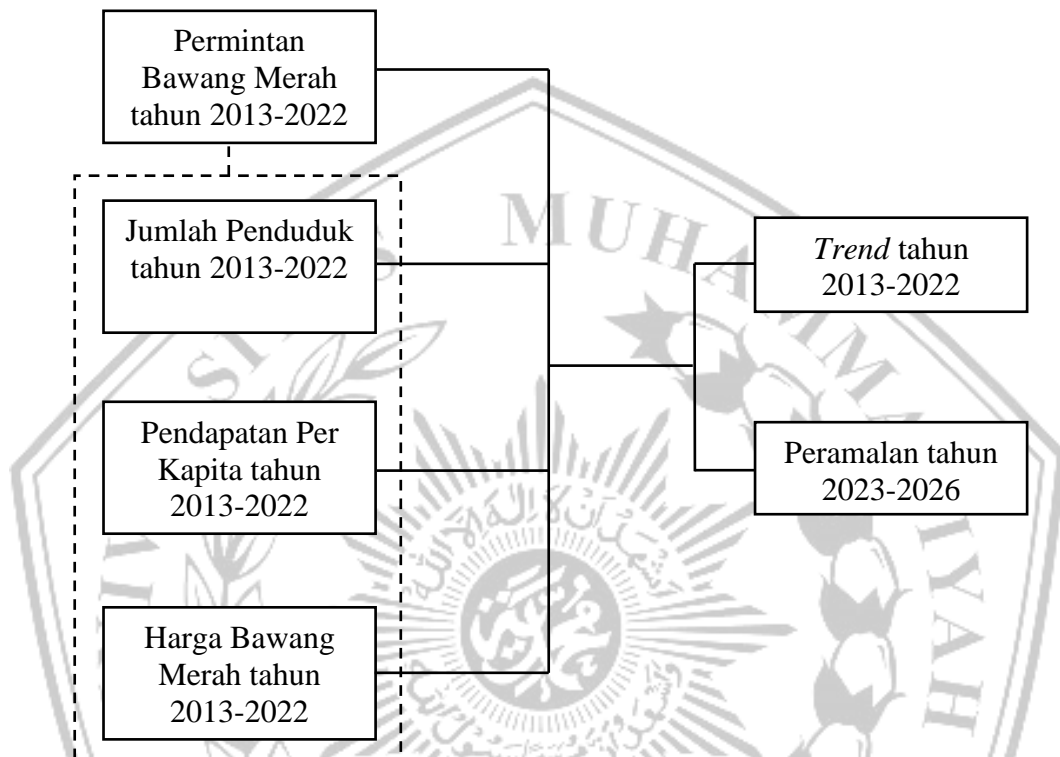 Permintan
Bawang Merah
tahun 2013-2022
Jumlah Penduduk
tahun 2013-2022
Pendapatan Per
Kapita tahun
2013-2022
Harga Bawang
Merah tahun
2013-2022
Trend tahun
2013-2022
Peramalan tahun
2023-2026
MUHAMMADIYAH